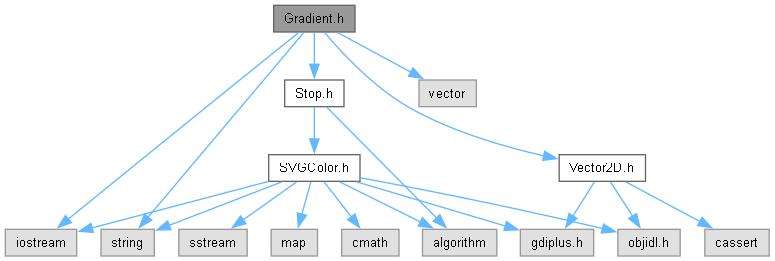 Gradient.h
Stop.h
vector
SVGColor.h
Vector2D.h
iostream
string
sstream
map
cmath
algorithm
gdiplus.h
objidl.h
cassert